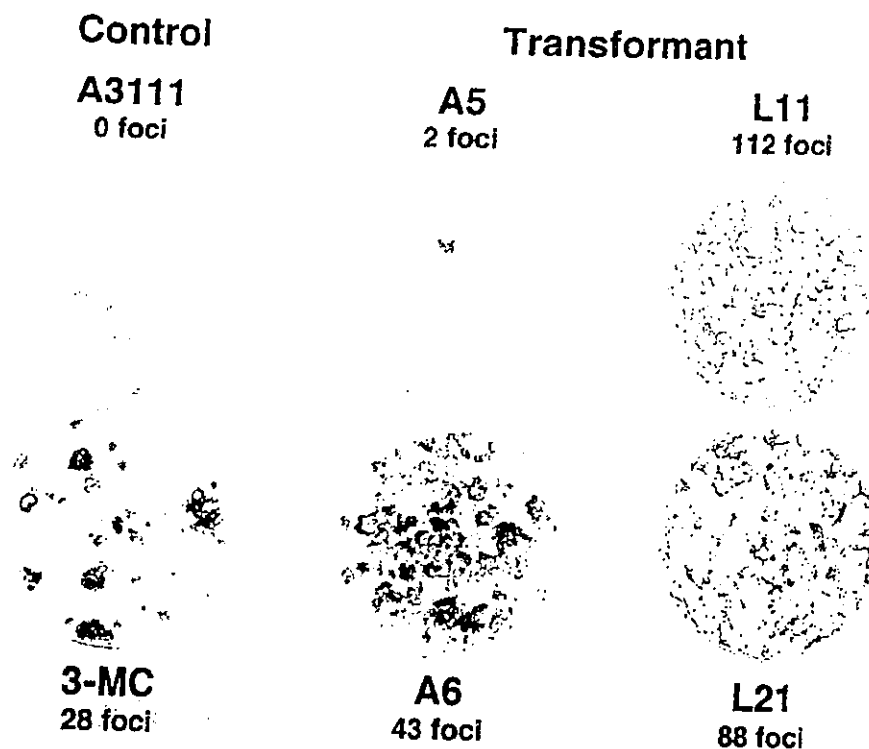 Control
Transformant
A3111
0 foci
A5
2 foci
L11
112 foci
3-MC
28 foci
A6
43 foci
L21
88 foci